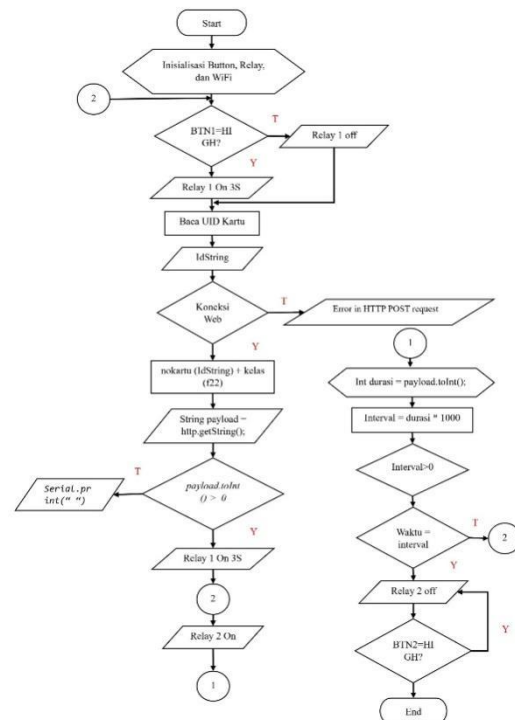 Start
Inisialisasi Button, Relay,
dan WiFi
2
BTN1=HI
GH?
T
Relay 1 off
Y
Relay 1 On 3S
Baca UID Kartu
IdString
Koneksi
Web
T
Error in HTTP POST request
Y
nokartu (IdString) + kelas
(f22)
String payload =
http.getString();
payload.toInt
() > 0
T
Serial.pr
int(“ ”)
Y
Relay 1 On 3S
2
Relay 2 On
1
1
Int durasi = payload.toInt();
Interval = durasi * 1000
Interval>0
Waktu =
interval
T
2
Y
Relay 2 off
BTN2=HI
GH?
Y
End